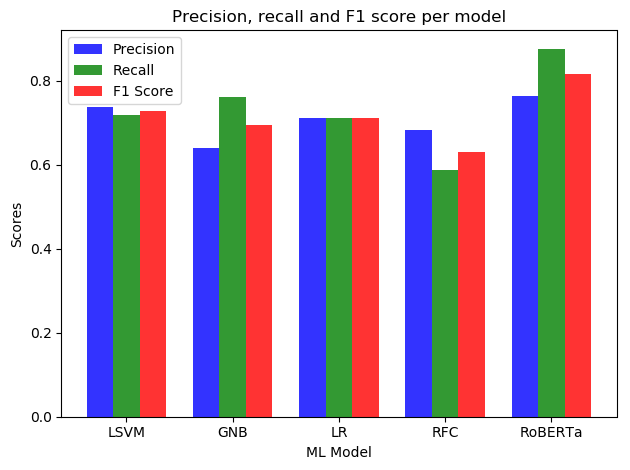 Precision, recall and F1 score per model
Precision
Recall
F1 Score
0.8
0.6
0.4
0.2
0.0
Scores
LSVM
GNB
LR
RFC
RoBERTa
ML Model